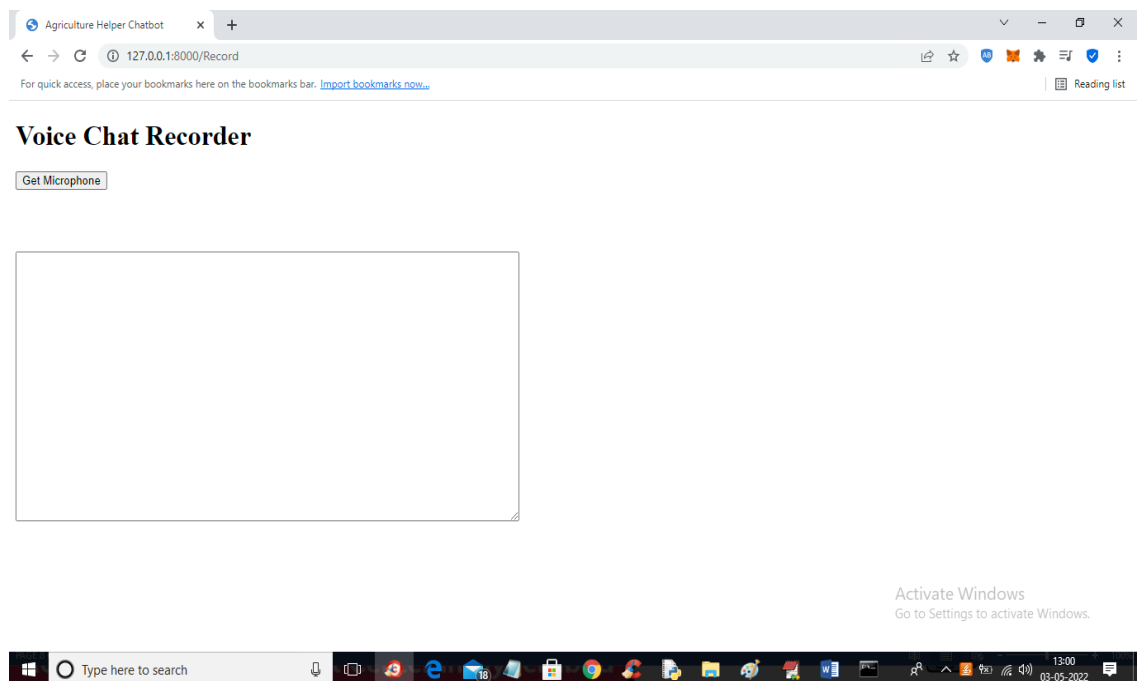 Agriculture Helper Chatbot
127.0.0.1:8000/Record
For quick access, place your bookmarks here on the bookmarks bar. Import bookmarks now...
Reading list
Voice Chat Recorder
Get Microphone
Activate Windows
Go to Settings to activate Windows.
Type here to search
18
13:00
03-05-2022